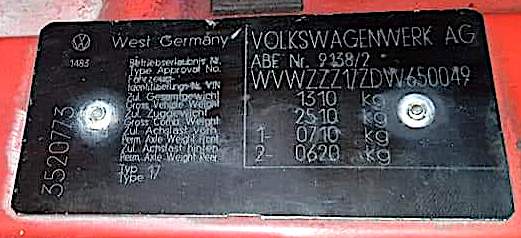 West Germany
1483
Betriebserlaubnis Nr.
Type Approval No.
Fahrzeug-
Identifizierungs-Nr. VIN
Zul. Gesamtgewicht
Gross Vehicle Weight
Zul. Zuggewicht
Gross Comb. Weight
Zul. Achslast vorn
Perm. Axle Weight Front
Zul. Achslast hinten
Perm. Axle Weight Rear
Typ
Type 17
3520773
VOLKSWAGENWERK AG
ABE Nr. 9138/2
WVWZZZ17ZDW650049
1310 kg
2510 kg
1- 0710 kg
2- 0620 kg